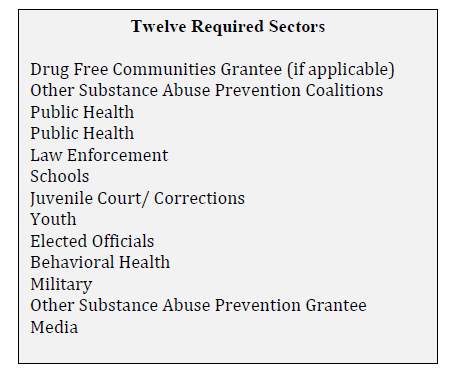 Twelve Required Sectors
Drug Free Communities Grantee (if applicable)
Other Substance Abuse Prevention Coalitions
Public Health
Public Health
Law Enforcement
Schools
Juvenile Court/ Corrections
Youth
Elected Officials
Behavioral Health
Military
Other Substance Abuse Prevention Grantee
Media